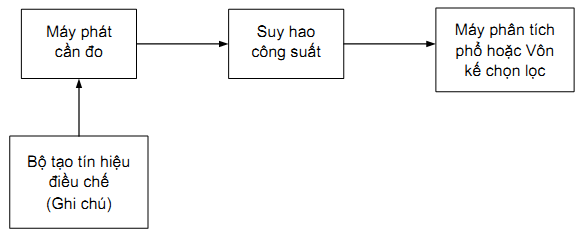 Máy phát
cần đo
Suy hao
công suất
Máy phân tích
phổ hoặc Vôn
kế chọn lọc
Bộ tạo tín hiệu
điều chế
(Ghi chú)